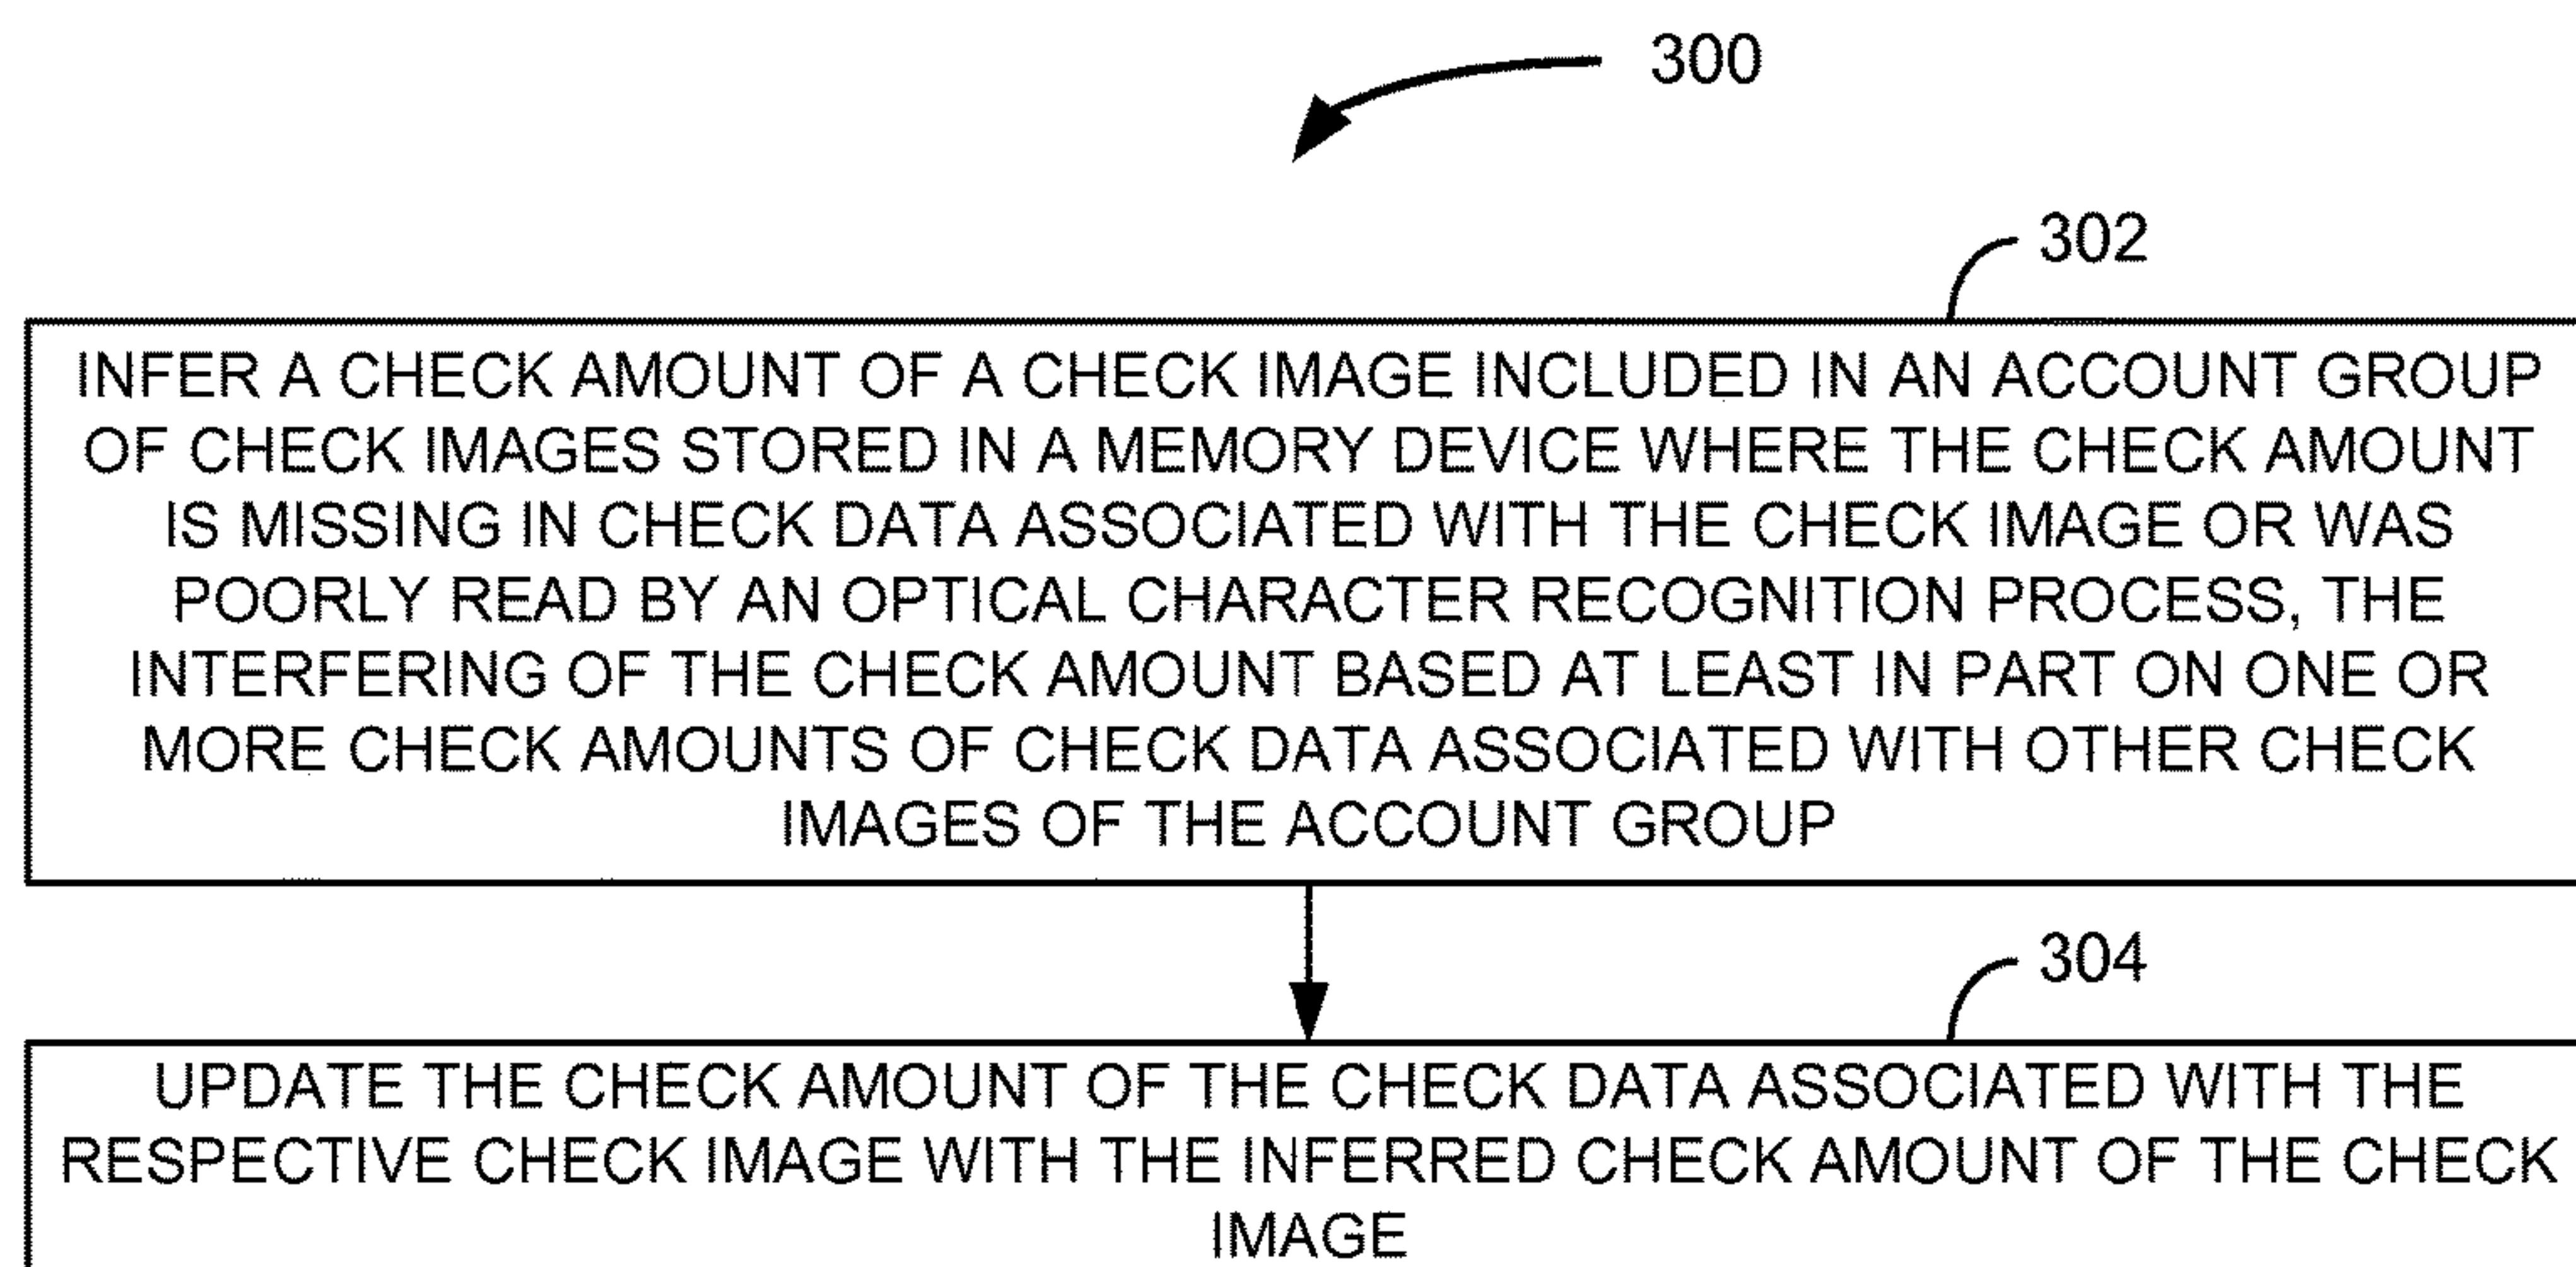 300
302
INFER A CHECK AMOUNT OF A CHECK IMAGE INCLUDED IN AN ACCOUNT GROUP
OF CHECK IMAGES STORED IN A MEMORY DEVICE WHERE THE CHECK AMOUNT
IS MISSING IN CHECK DATA ASSOCIATED WITH THE CHECK IMAGE OR WAS
POORLY READ BY AN OPTICAL CHARACTER RECOGNITION PROCESS, THE
INTERFERING OF THE CHECK AMOUNT BASED AT LEAST IN PART ON ONE OR
MORE CHECK AMOUNTS OF CHECK DATA ASSOCIATED WITH OTHER CHECK
IMAGES OF THE ACCOUNT GROUP
304
UPDATE THE CHECK AMOUNT OF THE CHECK DATA ASSOCIATED WITH THE
RESPECTIVE CHECK IMAGE WITH THE INFERRED CHECK AMOUNT OF THE CHECK
IMAGE